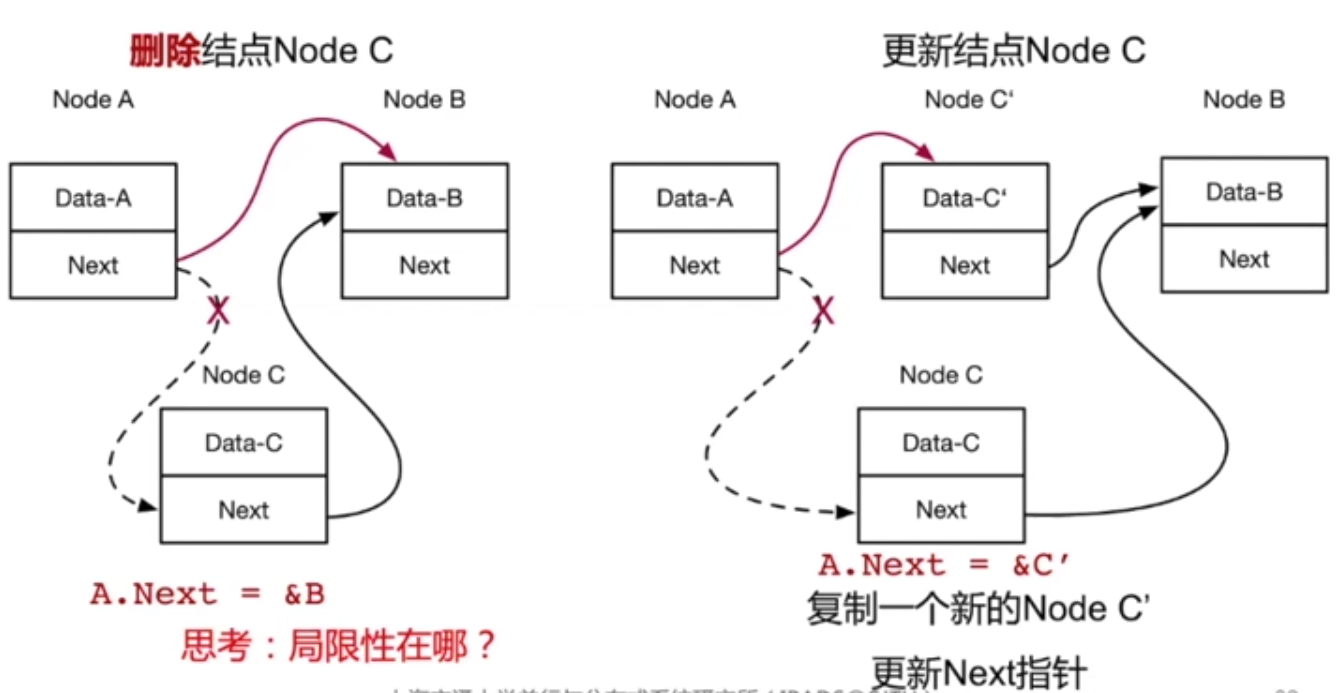 删除结点Node C
Node A
Node B
Data-A
Next
Data-B
Next
Node C
Data-C
Next
A.Next = &B
思考：局限性在哪？
更新结点Node C
Node A
Node C‘
Node B
Data-A
Next
Data-C‘
Next
Data-B
Next
Node C
Data-C
Next
A.Next = &C’
复制一个新的Node C’
更新Next指针